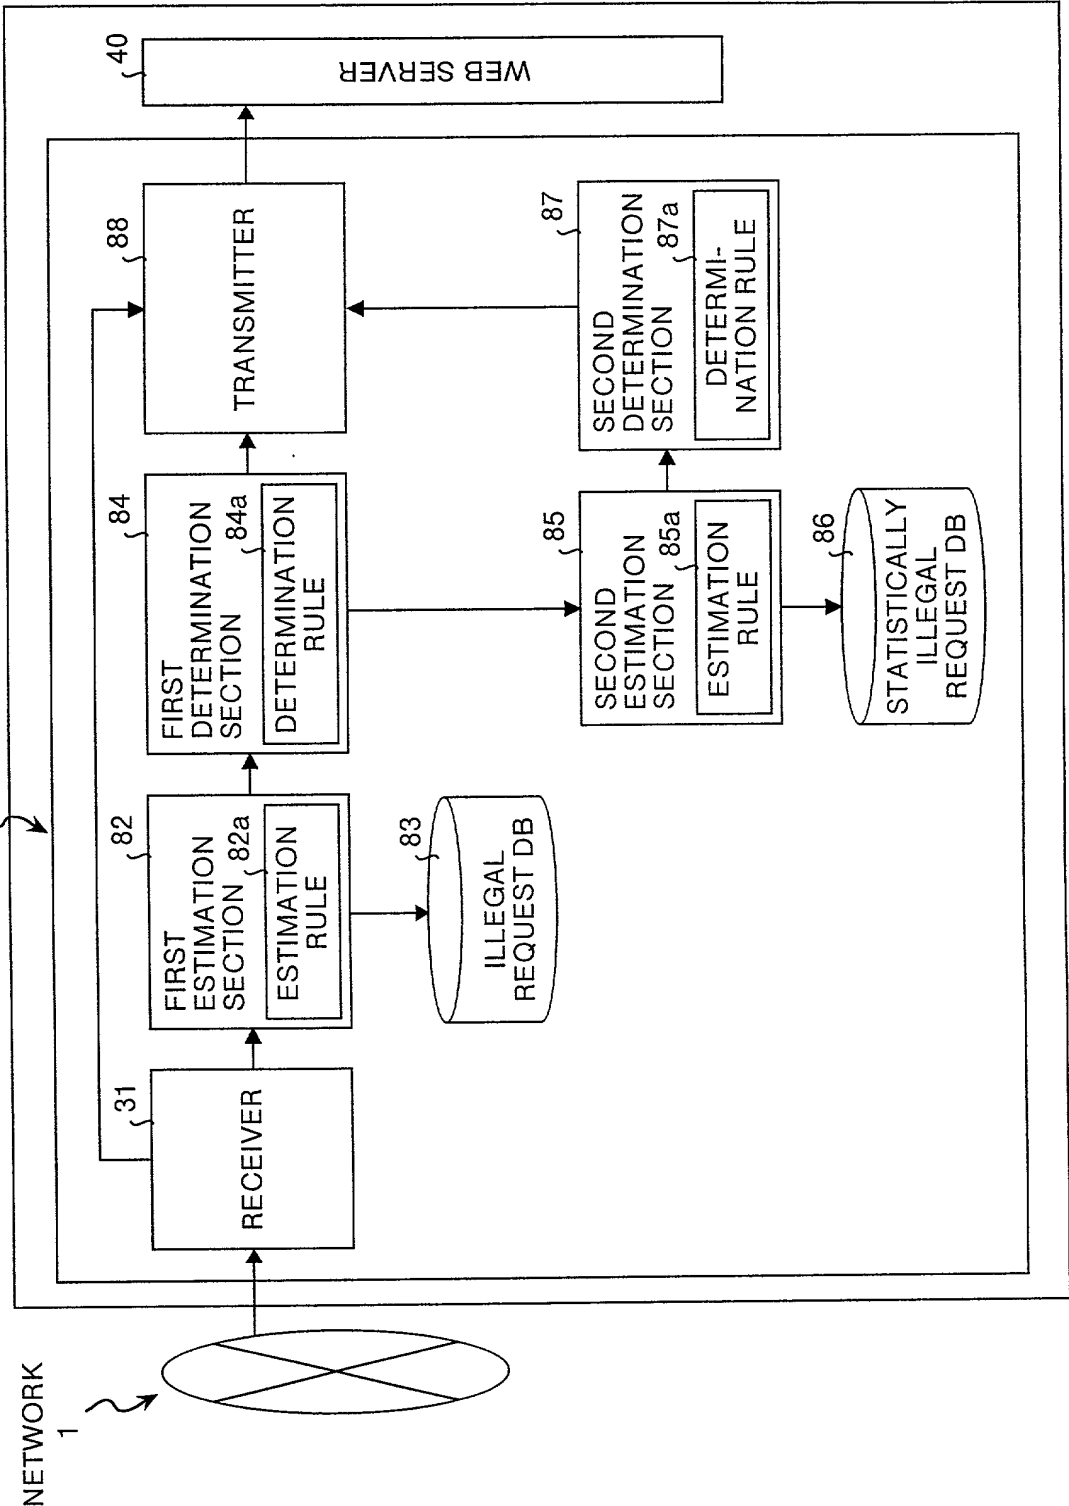 NETWORK
1
31
RECEIVER
82
FIRST
ESTIMATION
SECTION
82a
ESTIMATION
RULE
83
ILLEGAL
REQUEST DB
84
FIRST
DETERMINATION
SECTION
84a
DETERMINATION
RULE
85
SECOND
ESTIMATION
SECTION
85a
ESTIMATION
RULE
86
STATISTICALLY
ILLEGAL
REQUEST DB
87
SECOND
DETERMINATION
SECTION
87a
DETERMI-
NATION RULE
88
TRANSMITTER
40
WEB SERVER